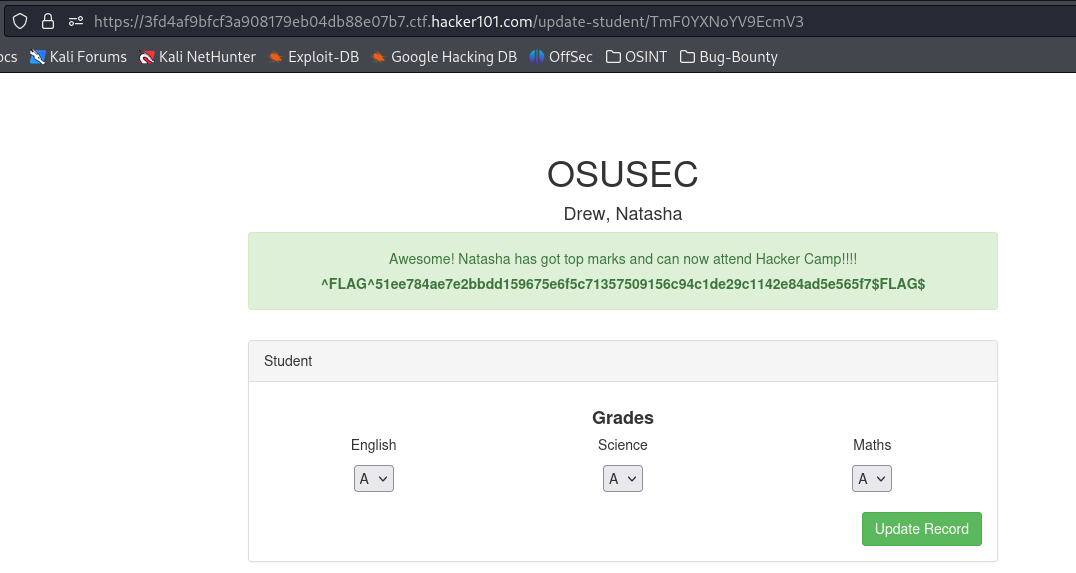 https://3fd4af9bfcf3a908179eb04db88e07b7.ctf.hacker101.com/update-student/TmF0YXNoYV9EcmV3
ocs Kali Forums Kali NetHunter Exploit-DB Google Hacking DB OffSec OSINT Bug-Bounty
OSUSEC
Drew, Natasha
Awesome! Natasha has got top marks and can now attend Hacker Camp!!!!
^FLAG^51ee784ae7e2bbdd159675e6f5c71357509156c94c1de29c1142e84ad5e565f7$FLAG$
Student
Grades
English Science Maths
A A A
Update Record